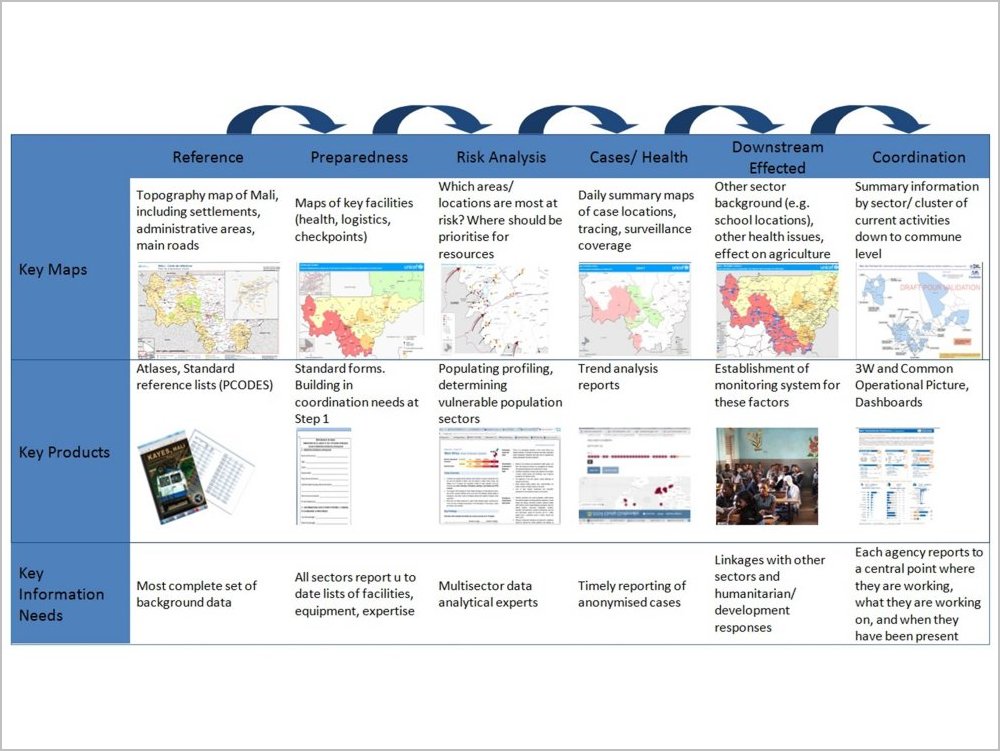 Reference
Preparedness
Risk Analysis
Cases/ Health
Downstream
Effected
Coordination
Key Maps
Topography map of Mali,
including settlements,
administrative areas,
main roads
Maps of key facilities
(health, logistics,
checkpoints)
Which areas/
locations are most at
risk? Where should be
prioritise for
resources
Daily summary maps
of case locations,
tracing, surveillance
coverage
Other sector
background (e.g.
school locations),
other health issues,
effect on agriculture
Summary information
by sector/ cluster of
current activities
down to commune
level
unicef
unicef
unicef
DRAFT POUR VALIDATION
Key Products
Atlases, Standard
reference lists (PCODES)
Standard forms.
Building in
coordination needs at
Step 1
Populating profiling,
determining
vulnerable population
sectors
Trend analysis
reports
Establishment of
monitoring system for
these factors
3W and Common
Operational Picture,
Dashboards
KAYES, MALI
Key
Information
Needs
Most complete set of
background data
All sectors report u to
date lists of facilities,
equipment, expertise
Multisector data
analytical experts
Timely reporting of
anonymised cases
Linkages with other
sectors and
humanitarian/
development
responses
Each agency reports to
a central point where
they are working,
what they are working
on, and when they
have been present